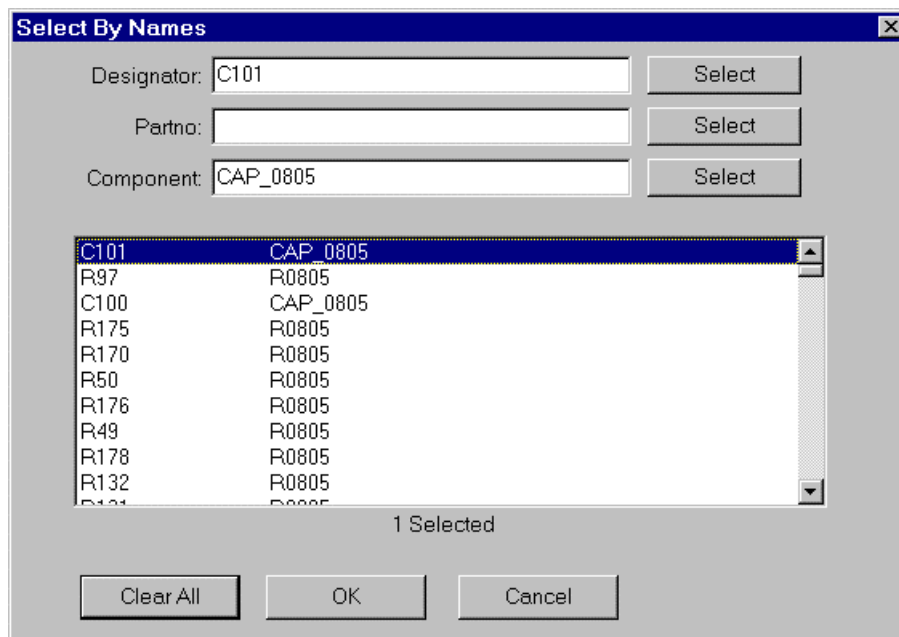 Select By Names
Designator: C101 Select
Partno: Select
Component: CAP_0805 Select
C101 CAP_0805
R97 R0805
C100 CAP_0805
R175 R0805
R170 R0805
R50 R0805
R176 R0805
R49 R0805
R178 R0805
R132 R0805
1 Selected
Clear All OK Cancel